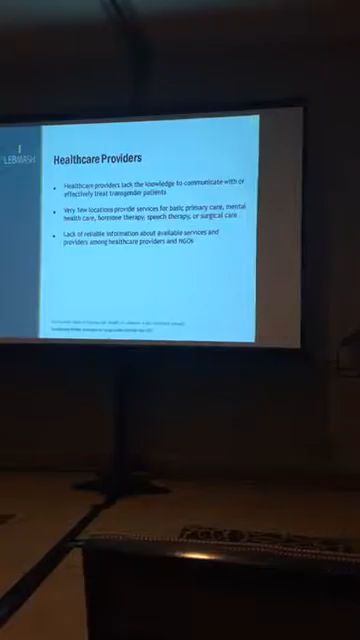 LEBMASH
Healthcare Providers
Healthcare providers lack the knowledge to communicate with or
effectively treat transgender patients
Very few locations provide services for basic primary care, mental
health care, hormone therapy, speech therapy, or surgical care
Lack of reliable information about available services and
providers among healthcare providers and NGOs